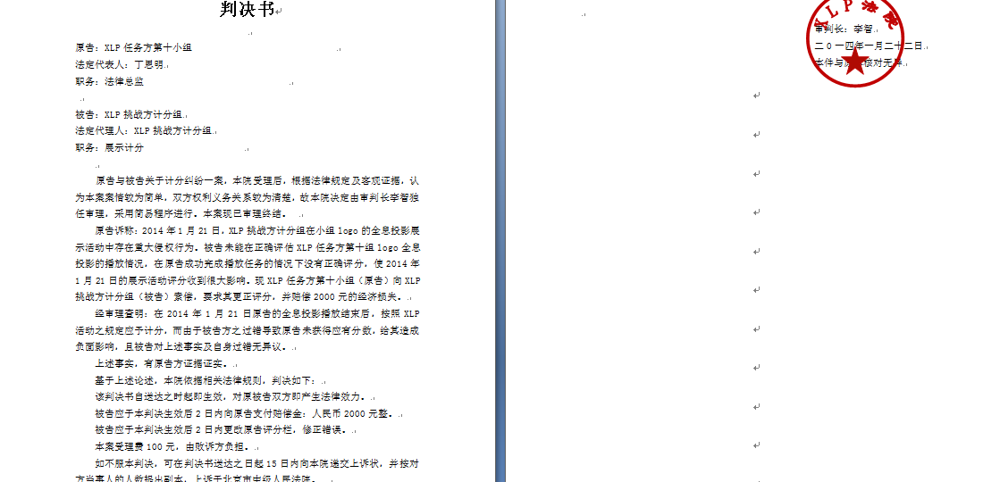 判决书
原告：XLP 任务方第十小组
法定代表人：丁恩明
职务：法律总监
被告：XLP 挑战方计分组
法定代理人：XLP 挑战方计分组
职务：展示计分
原告与被告关于计分纠纷一案，本院受理后，根据法律规定及客观证据，认
为本案案情较为简单，双方权利义务关系较为清楚，故本院决定由审判长李智独
任审理，采用简易程序进行。本案现已审理终结。
原告诉称：2014 年 1 月 21 日，XLP 挑战方计分组在小组 logo 的全息投影展
示活动中存在重大侵权行为。被告未能在正确评估 XLP 任务方第十组 logo 全息
投影的播放情况，在原告成功完成播放任务的情况下没有正确评分，使 2014 年
1 月 21 日的展示活动评分收到很大影响。现 XLP 任务方第十小组（原告）向 XLP
挑战方计分组（被告）索偿，要求其更正评分，并赔偿 2000 元的经济损失。
经审理查明：在 2014 年 1 月 21 日原告的全息投影播放结束后，按照 XLP
活动之规定应予计分，而由于被告方之过错导致原告未获得应有分数，给其造成
负面影响，且被告对上述事实及自身过错无异议。
上述事实，有原告方证据证实。
基于上述论述，本院依据相关法律规则，判决如下：
该判决书自送达之时起即生效，对原被告双方即产生法律效力。
被告应于本判决生效后 2 日内向原告支付赔偿金：人民币 2000 元整。
被告应于本判决生效后 2 日内更改原告评分栏，修正错误。
本案受理费 100 元，由败诉方负担。
如不服本判决，可在判决书送达之日起 15 日内向本院递交上诉状，并按对
方当事人的人数提出副本，上诉于北京市中级人民法院。
XLP 法院
审判长：李智
二 0 一四年一月二十二日
本件与原本核对无异